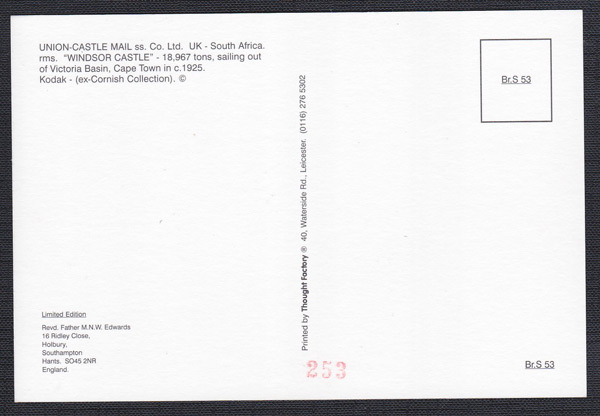 UNION-CASTLE MAIL ss. Co. Ltd. UK - South Africa.
rms. "WINDSOR CASTLE" - 18,967 tons, sailing out
of Victoria Basin, Cape Town in c.1925.
Kodak - (ex-Cornish Collection). ©
Br.S 53
Printed by Thought Factory ® 40, Waterside Rd., Leicester. (0116) 276 5302
Limited Edition
Revd. Father M.N.W. Edwards
16 Ridley Close,
Holbury,
Southampton
Hants. SO45 2NR
England.
253
Br.S 53